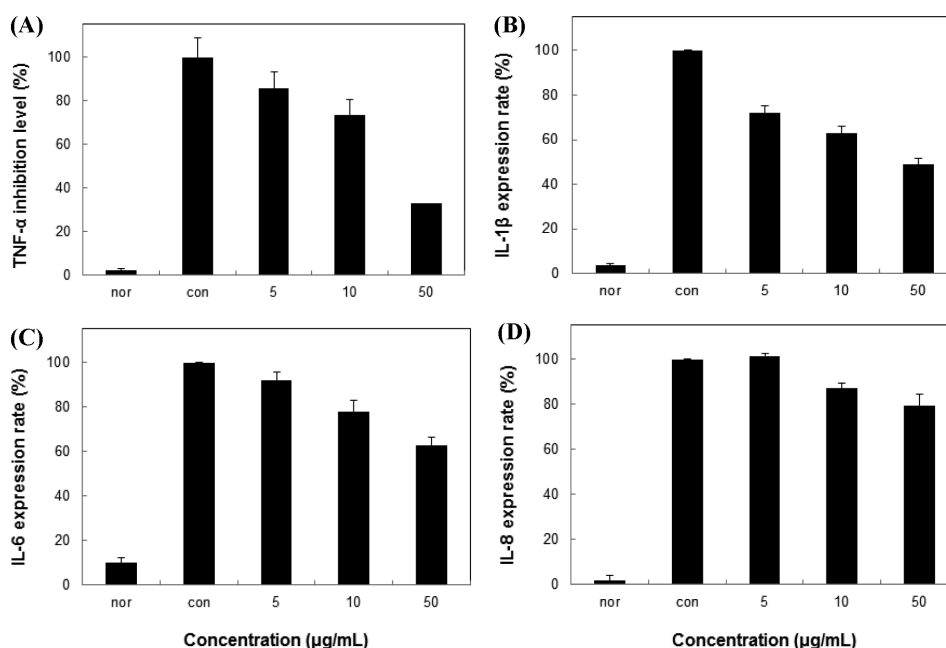 (A)
TNF-α inhibition level (%)
100
80
60
40
20
0
nor con 5 10 50
(B)
IL-1β expression rate (%)
100
80
60
40
20
0
nor con 5 10 50
(C)
IL-6 expression rate (%)
100
80
60
40
20
0
nor con 5 10 50
Concentration (μg/mL)
(D)
IL-8 expression rate (%)
100
80
60
40
20
0
nor con 5 10 50
Concentration (μg/mL)